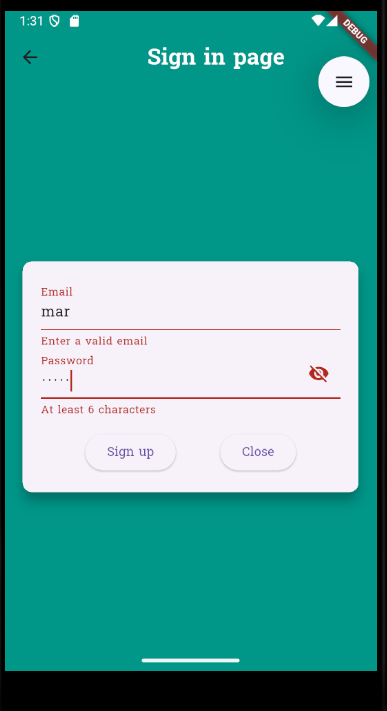 1:31
DEBUG
Sign in page
Email
mar
Enter a valid email
Password
·····
At least 6 characters
Sign up
Close